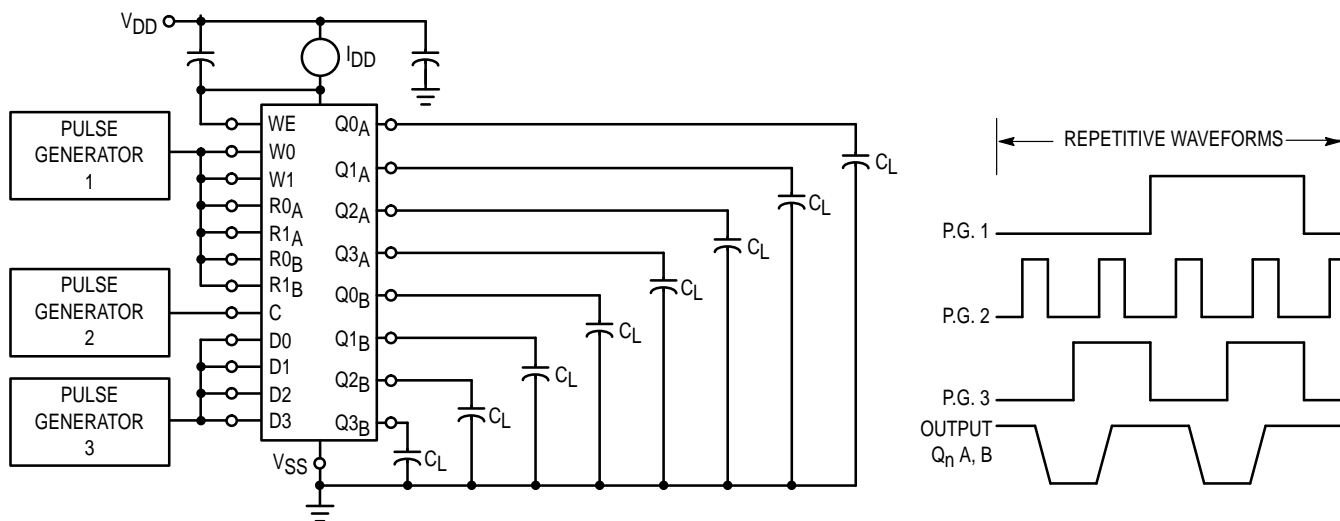 VDD
IDD
PULSE
GENERATOR
1
PULSE
GENERATOR
2
PULSE
GENERATOR
3
WE
W0
W1
R0A
R1A
R0B
R1B
C
D0
D1
D2
D3
Q0A
Q1A
Q2A
Q3A
Q0B
Q1B
Q2B
Q3B
VSS
CL
CL
CL
CL
CL
CL
CL
CL
REPETITIVE WAVEFORMS
P.G. 1
P.G. 2
P.G. 3
OUTPUT
Qn A, B